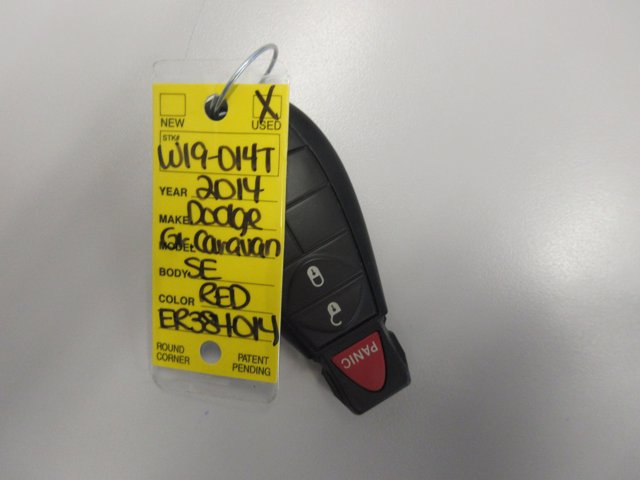 X
NEW USED
STK#
W19-014T
YEAR 2014
MAKE Dodge
MODEL Gr. Caravan
BODY SE
COLOR RED
ER384014
ROUND CORNER PATENT PENDING
PANIC